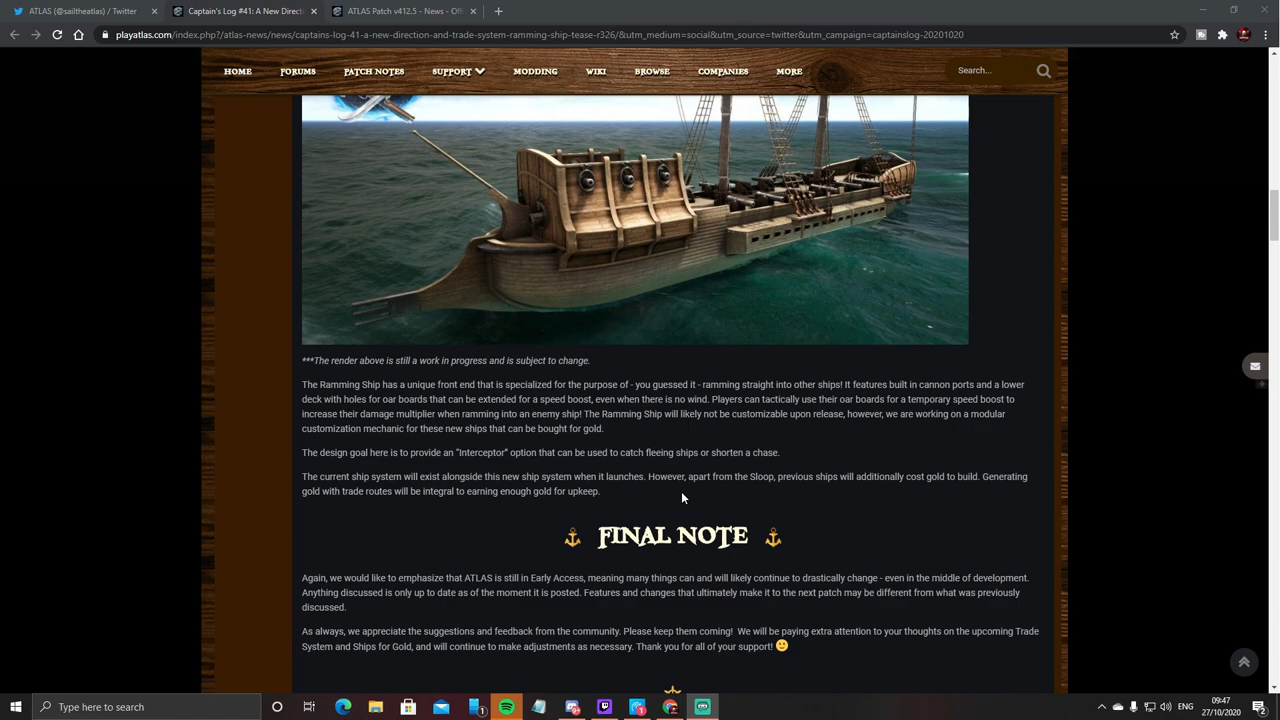 ATLAS (@sailtheatlas) / Twitter
Captain's Log #41: A New Directi
ATLAS Patch v412.5 - News - Offi
playatlas.com/index.php?/atlas-news/news/captains-log-41-a-new-direction-and-trade-system-ramming-ship-teaser-r326/&utm_medium=social&utm_source=twitter&utm_campaign=captainslog-20201020
HOME FORUMS PATCH NOTES SUPPORT MODDING WIKI BROWSE COMPANIES MORE Search...
***The render above is still a work in progress and is subject to change.
The Ramming Ship has a unique front end that is specialized for the purpose of - you guessed it - ramming straight into other ships! It features built in cannon ports and a lower
deck with holes for oar boards that can be extended for a speed boost, even when there is no wind. Players can tactically use their oar boards for a temporary speed boost to
increase their damage multiplier when ramming into an enemy ship! The Ramming Ship will likely not be customizable upon release, however, we are working on a modular
customization mechanic for these new ships that can be bought for gold.
The design goal here is to provide an "Interceptor" option that can be used to catch fleeing ships or shorten a chase.
The current ship system will exist alongside this new ship system when it launches. However, apart from the Sloop, previous ships will additionally cost gold to build. Generating
gold with trade routes will be integral to earning enough gold for upkeep.
FINAL NOTE
Again, we would like to emphasize that ATLAS is still in Early Access, meaning many things can and will likely continue to drastically change - even in the middle of development.
Anything discussed is only up to date as of the moment it is posted. Features and changes that ultimately make it to the next patch may be different from what was previously
discussed.
As always, we appreciate the suggestions and feedback from the community. Please keep them coming! We will be paying extra attention to your thoughts on the upcoming Trade
System and Ships for Gold, and will continue to make adjustments as necessary. Thank you for all of your support! 🙂
Type here to search
ENG
09:47
27/10/2020